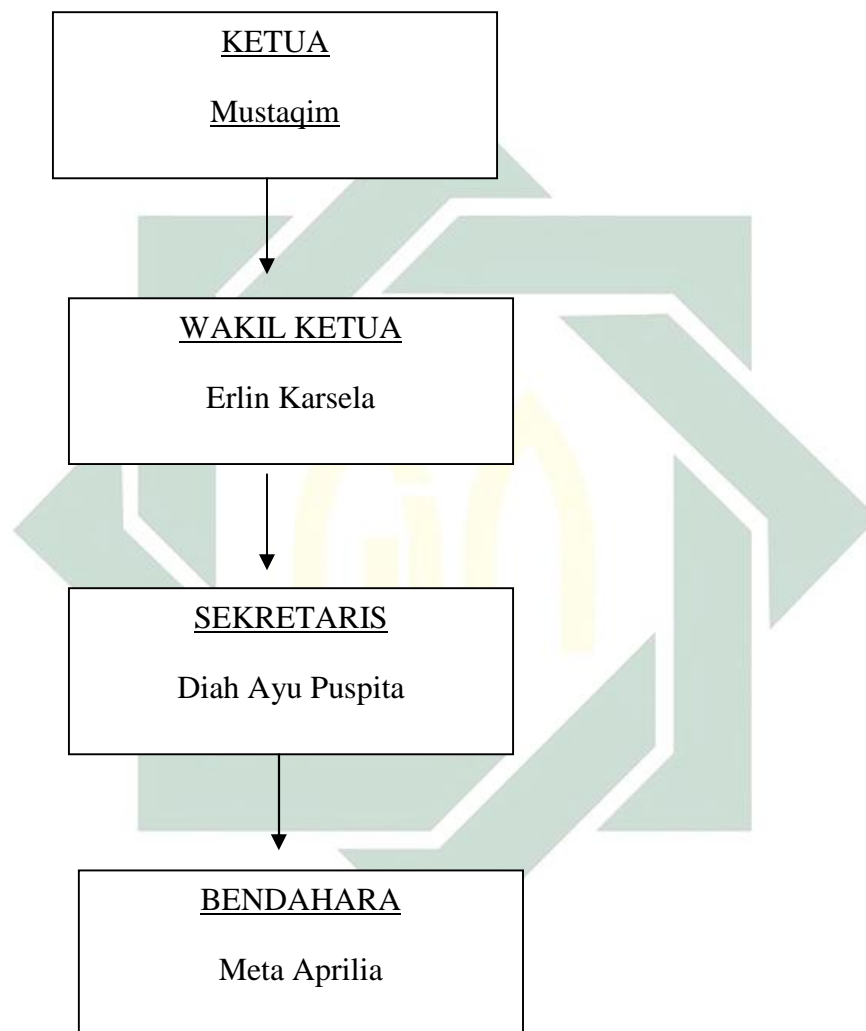 KETUA
Mustaqim
WAKIL KETUA
Erlin Karsela
SEKRETARIS
Diah Ayu Puspita
BENDAHARA
Meta Aprilia